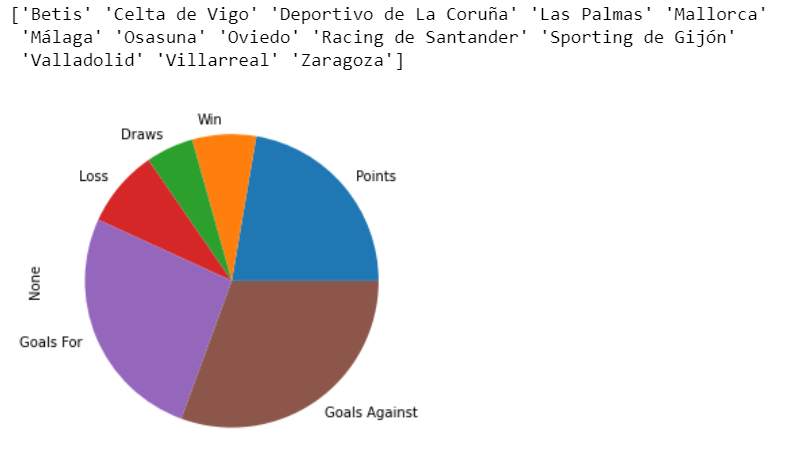 ['Betis' 'Celta de Vigo' 'Deportivo de La Coruña' 'Las Palmas' 'Mallorca'
'Málaga' 'Osasuna' 'Oviedo' 'Racing de Santander' 'Sporting de Gijón'
'Valladolid' 'Villarreal' 'Zaragoza']
Win
Draws
Loss
Points
None
Goals For
Goals Against